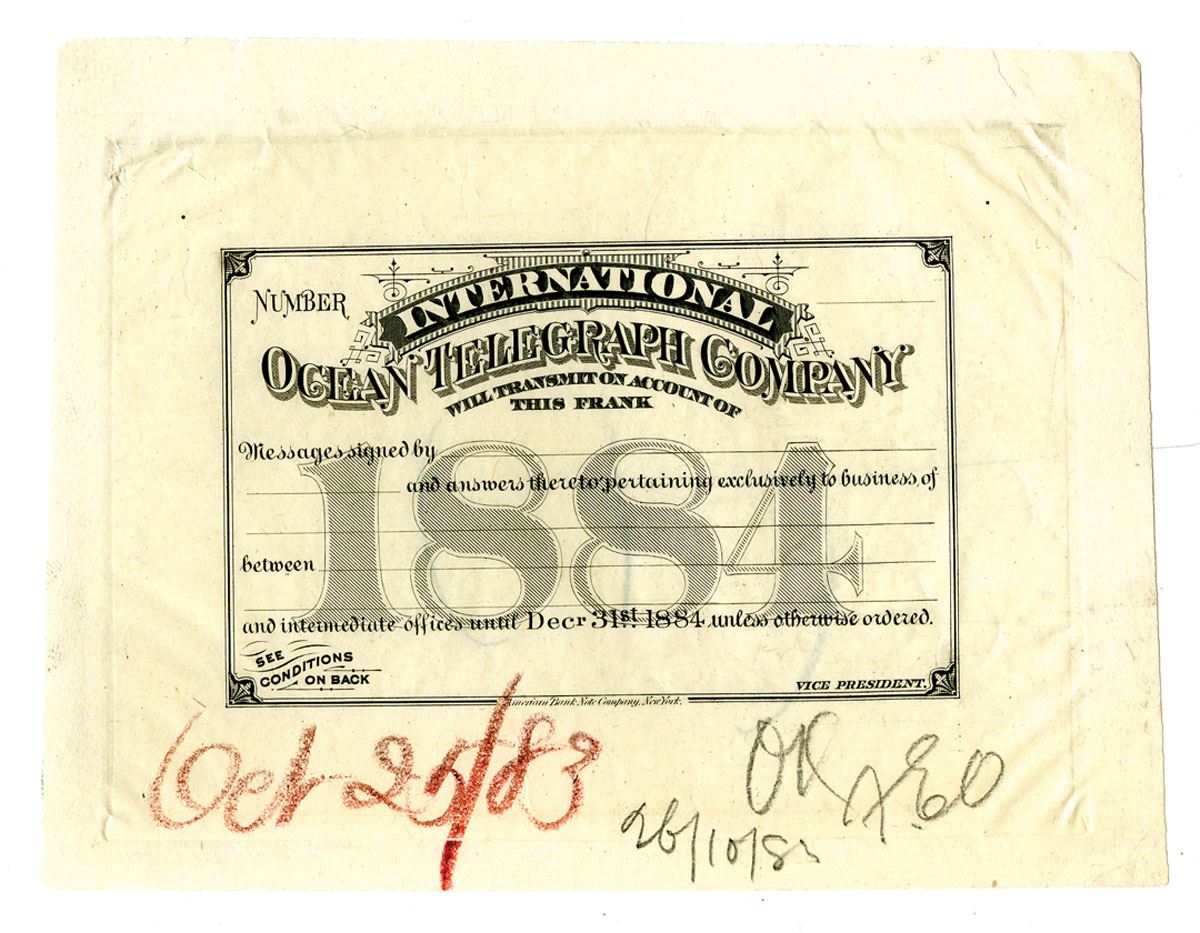 NUMBER
INTERNATIONAL
OCEAN TELEGRAPH COMPANY
WILL TRANSMIT ON ACCOUNT OF
THIS FRANK
1884
Messages signed by
and answers thereto pertaining exclusively to business of
between
and intermediate offices until Decr 31st 1884 unless otherwise ordered.
SEE
CONDITIONS
ON BACK
VICE PRESIDENT.
American Bank Note Company, New York.
Oct 25/83
OK
26/10/83